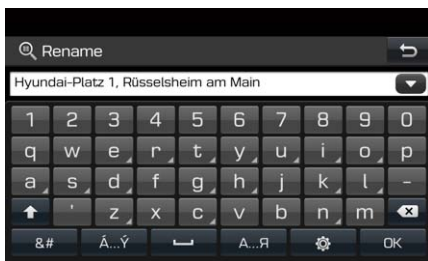 Rename
Hyundai-Platz 1, Rüsselsheim am Main
1 2 3 4 5 6 7 8 9 0
q w e r t y u i o p
a s d f g h j k l -
' z x c v b n m
&# Á...Ý А...Я OK